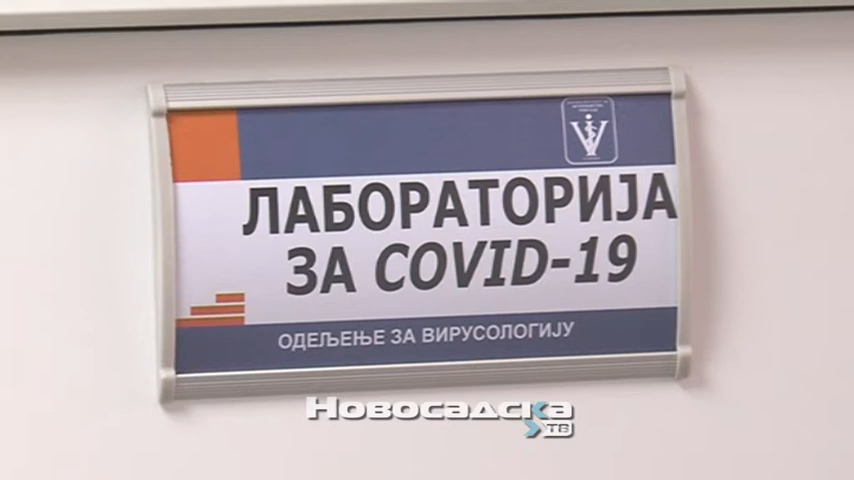 ЛАБОРАТОРИЈА
ЗА COVID-19
ОДЕЉЕЊЕ ЗА ВИРУСОЛОГИЈУ
Новосадска
ТВ